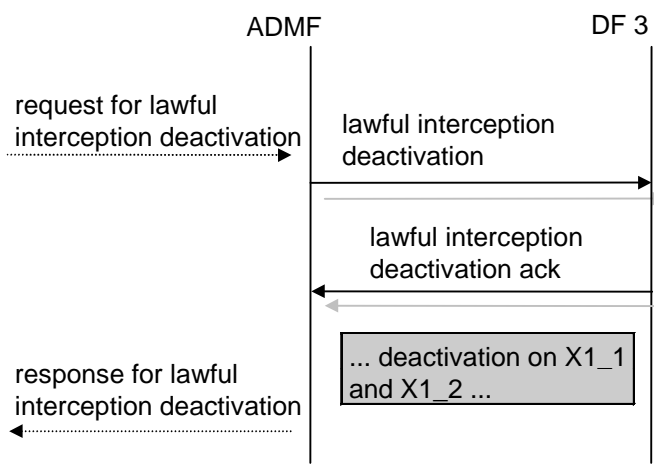 ADMF
DF 3
request for lawful
interception deactivation
lawful interception
deactivation
lawful interception
deactivation ack
... deactivation on X1_1
and X1_2 ...
response for lawful
interception deactivation